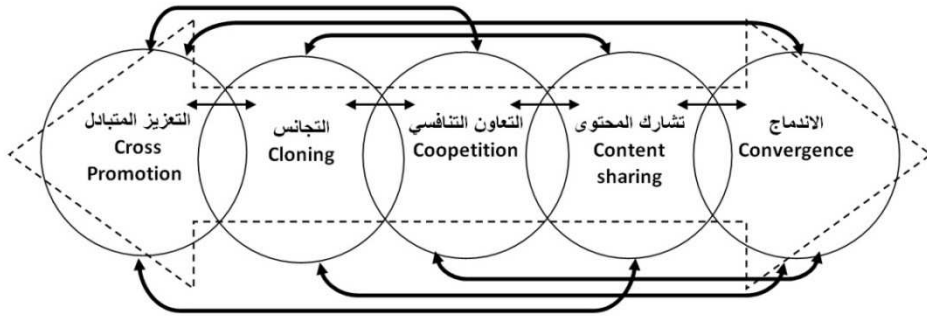 التعزيز المتبادل
Cross
Promotion
التجانس
Cloning
التعاون التنافسي
Coopetition
تشارك المحتوى
Content
sharing
الاندماج
Convergence